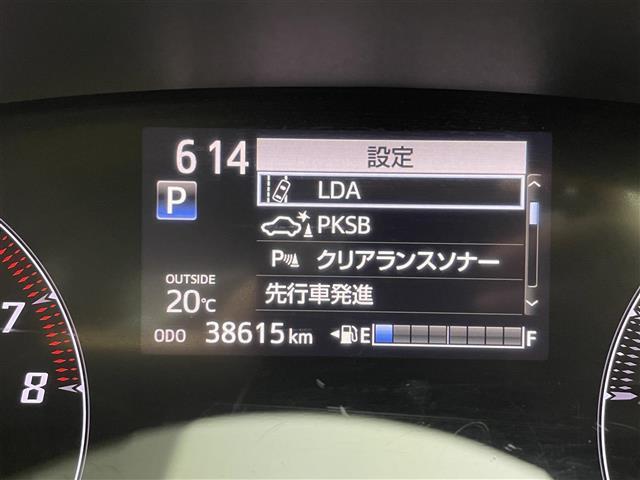 6 14
設定
LDA
P
PKSB
P クリアランスソナー
先行車発進
OUTSIDE
20℃
ODO 38615 km
E F
7
8